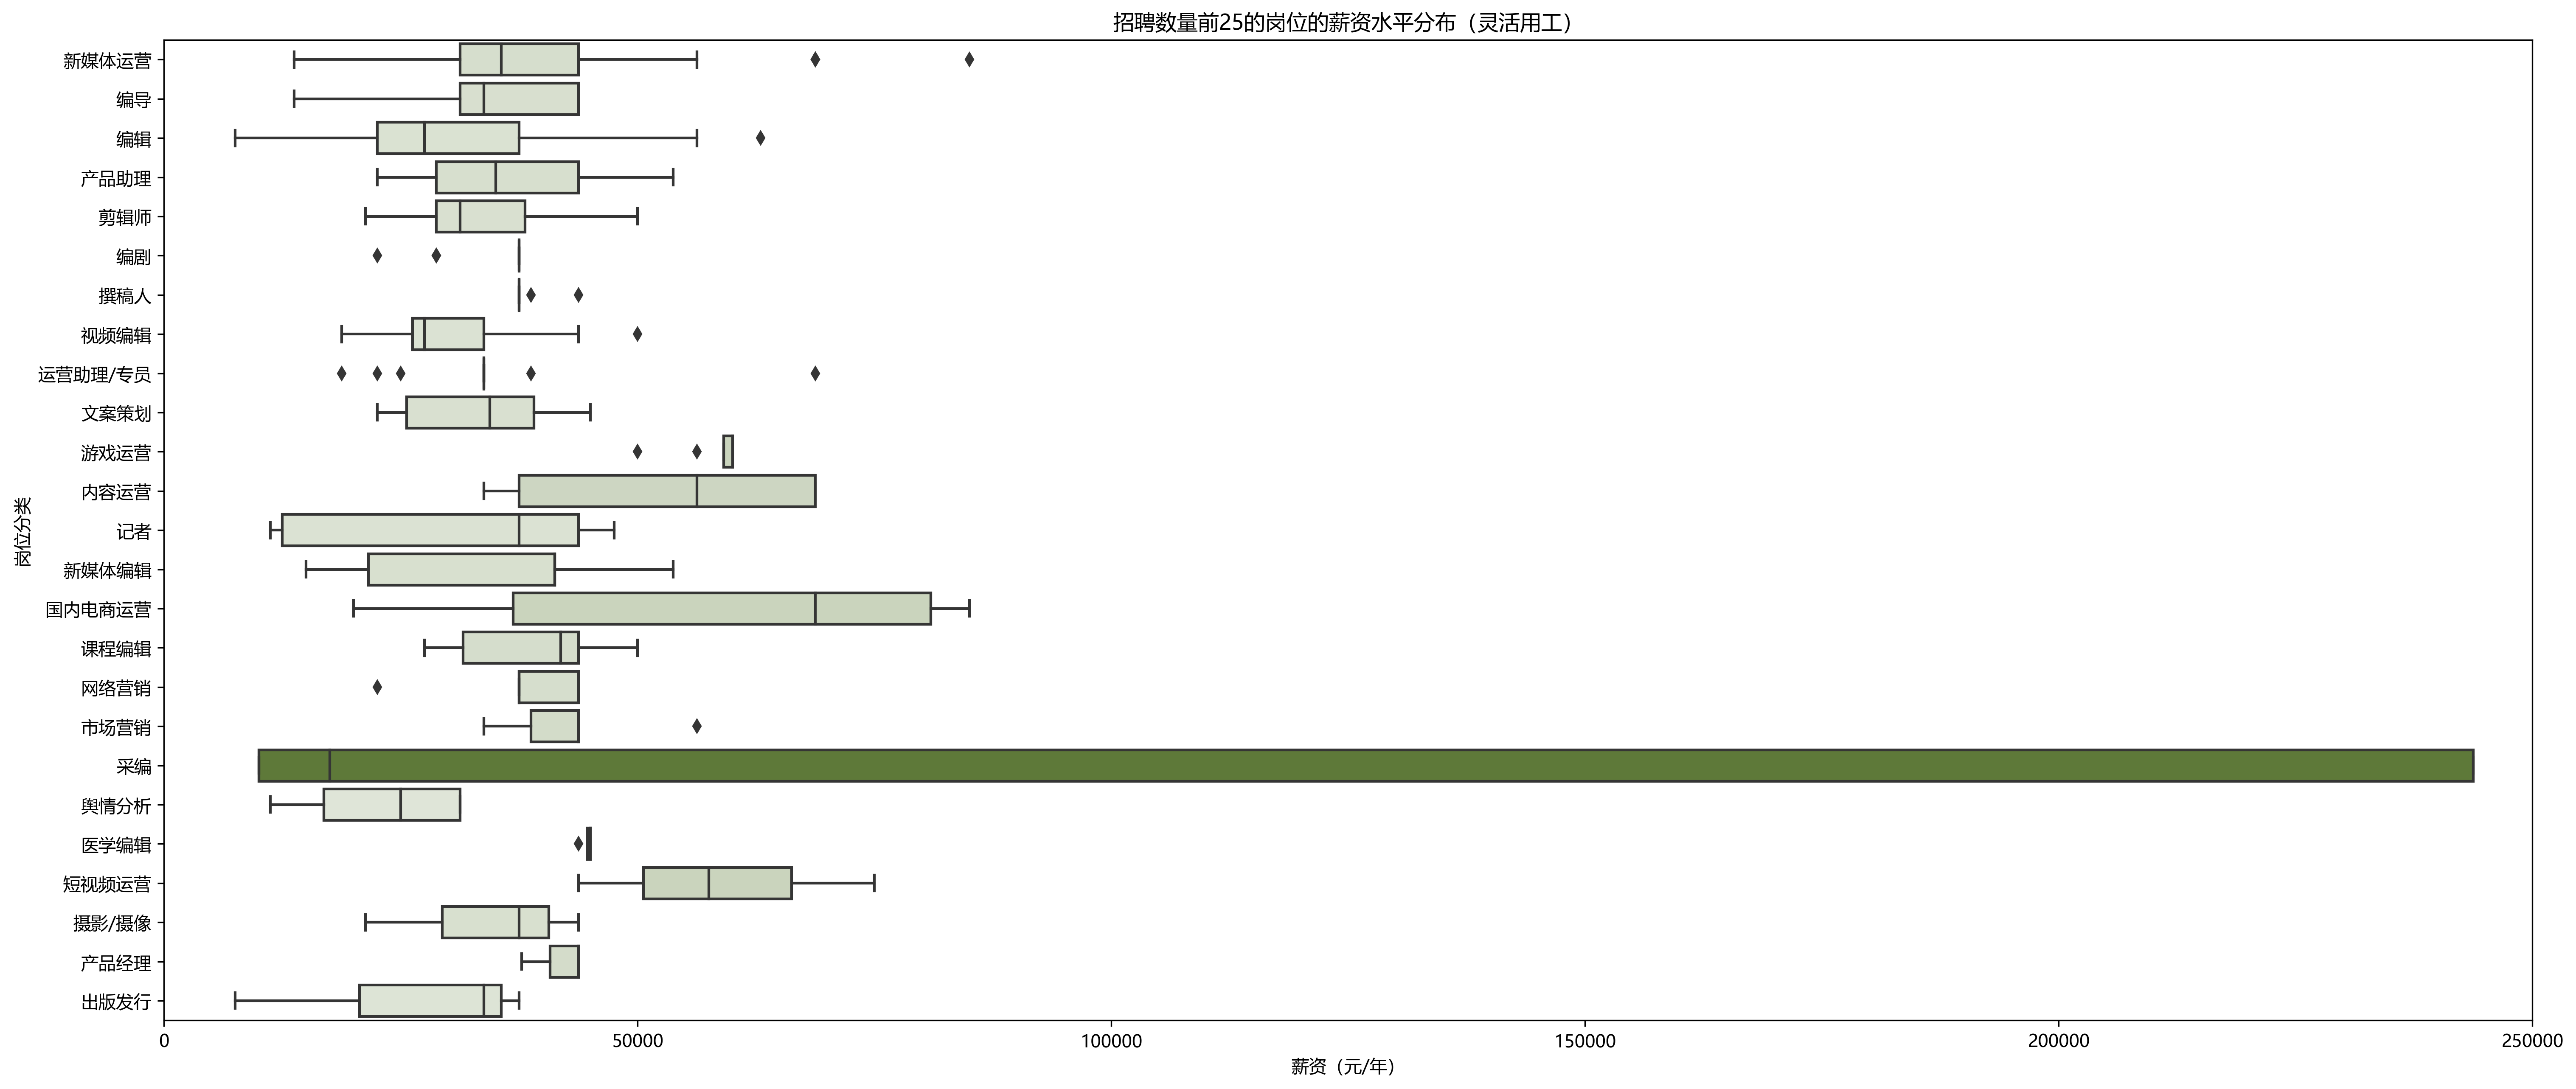 招聘数量前25的岗位的薪资水平分布（灵活用工）
岗位分类
新媒体运营
编导
编辑
产品助理
剪辑师
编剧
撰稿人
视频编辑
运营助理/专员
文案策划
游戏运营
内容运营
记者
新媒体编辑
国内电商运营
课程编辑
网络营销
市场营销
采编
舆情分析
医学编辑
短视频运营
摄影/摄像
产品经理
出版发行
0 50000 100000 150000 200000 250000
薪资（元/年）